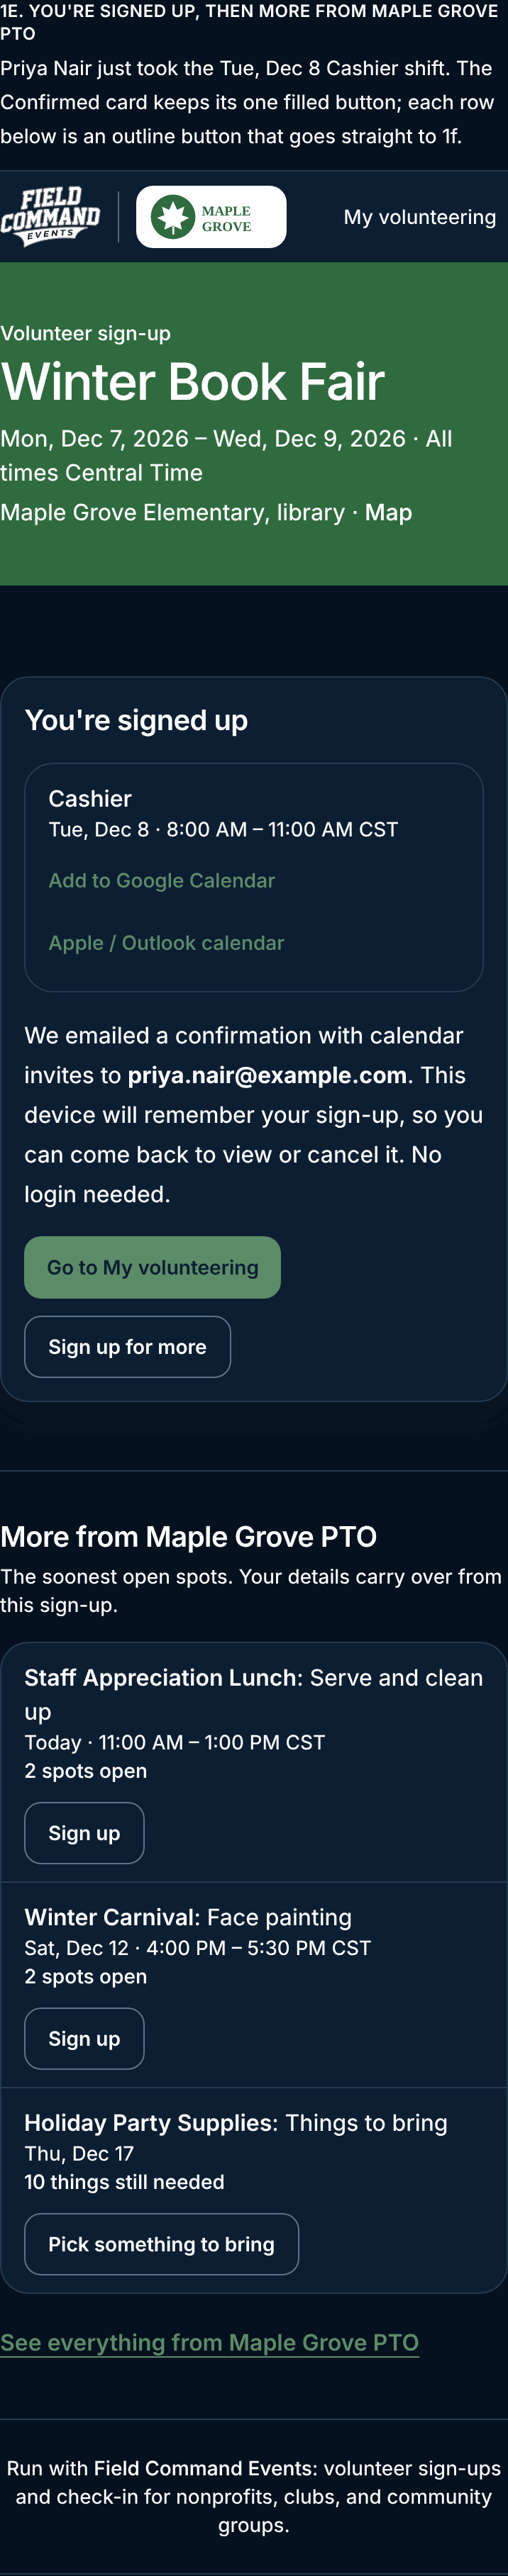 1E. YOU'RE SIGNED UP, THEN MORE FROM MAPLE GROVE
PTO
Priya Nair just took the Tue, Dec 8 Cashier shift. The
Confirmed card keeps its one filled button; each row
below is an outline button that goes straight to 1f.
FIELD
COMMAND
EVENTS
MAPLE
GROVE
My volunteering
Volunteer sign-up
Winter Book Fair
Mon, Dec 7, 2026 – Wed, Dec 9, 2026 · All
times Central Time
Maple Grove Elementary, library · Map
You're signed up
Cashier
Tue, Dec 8 · 8:00 AM – 11:00 AM CST
Add to Google Calendar
Apple / Outlook calendar
We emailed a confirmation with calendar
invites to priya.nair@example.com. This
device will remember your sign-up, so you
can come back to view or cancel it. No
login needed.
Go to My volunteering
Sign up for more
More from Maple Grove PTO
The soonest open spots. Your details carry over from
this sign-up.
Staff Appreciation Lunch: Serve and clean
up
Today · 11:00 AM – 1:00 PM CST
2 spots open
Sign up
Winter Carnival: Face painting
Sat, Dec 12 · 4:00 PM – 5:30 PM CST
2 spots open
Sign up
Holiday Party Supplies: Things to bring
Thu, Dec 17
10 things still needed
Pick something to bring
See everything from Maple Grove PTO
Run with Field Command Events: volunteer sign-ups
and check-in for nonprofits, clubs, and community
groups.